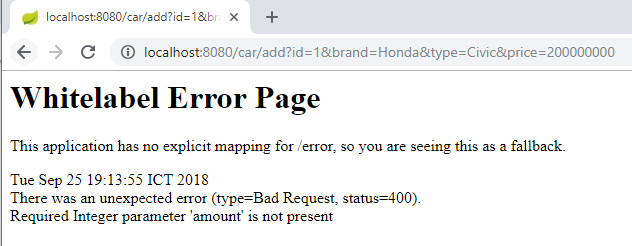 localhost:8080/car/add?id=1&bra
localhost:8080/car/add?id=1&brand=Honda&type=Civic&price=200000000
Whitelabel Error Page
This application has no explicit mapping for /error, so you are seeing this as a fallback.
Tue Sep 25 19:13:55 ICT 2018
There was an unexpected error (type=Bad Request, status=400).
Required Integer parameter 'amount' is not present